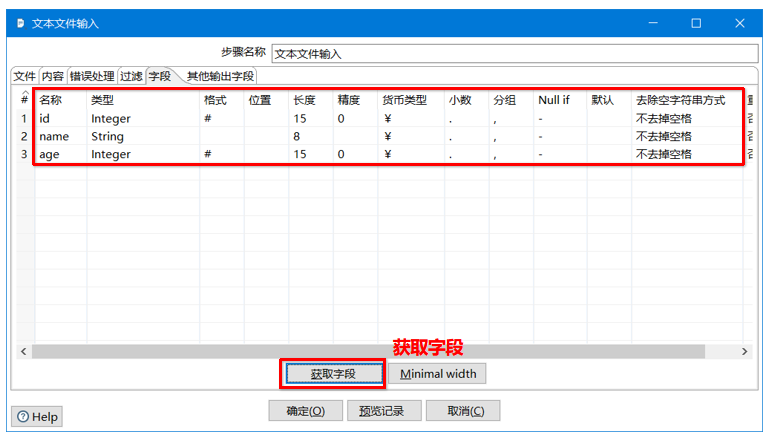 文本文件输入
步骤名称 文本文件输入
文件 内容 错误处理 过滤 字段 其他输出字段
# 名称 类型 格式 位置 长度 精度 货币类型 小数 分组 Null if 默认 去除空字符串方式
1 id Integer # 15 0 ¥ . , - 不去掉空格
2 name String 8 ¥ . , - 不去掉空格
3 age Integer # 15 0 ¥ . , - 不去掉空格
获取字段
获取字段 Minimal width
确定(O) 预览记录 取消(C)
Help